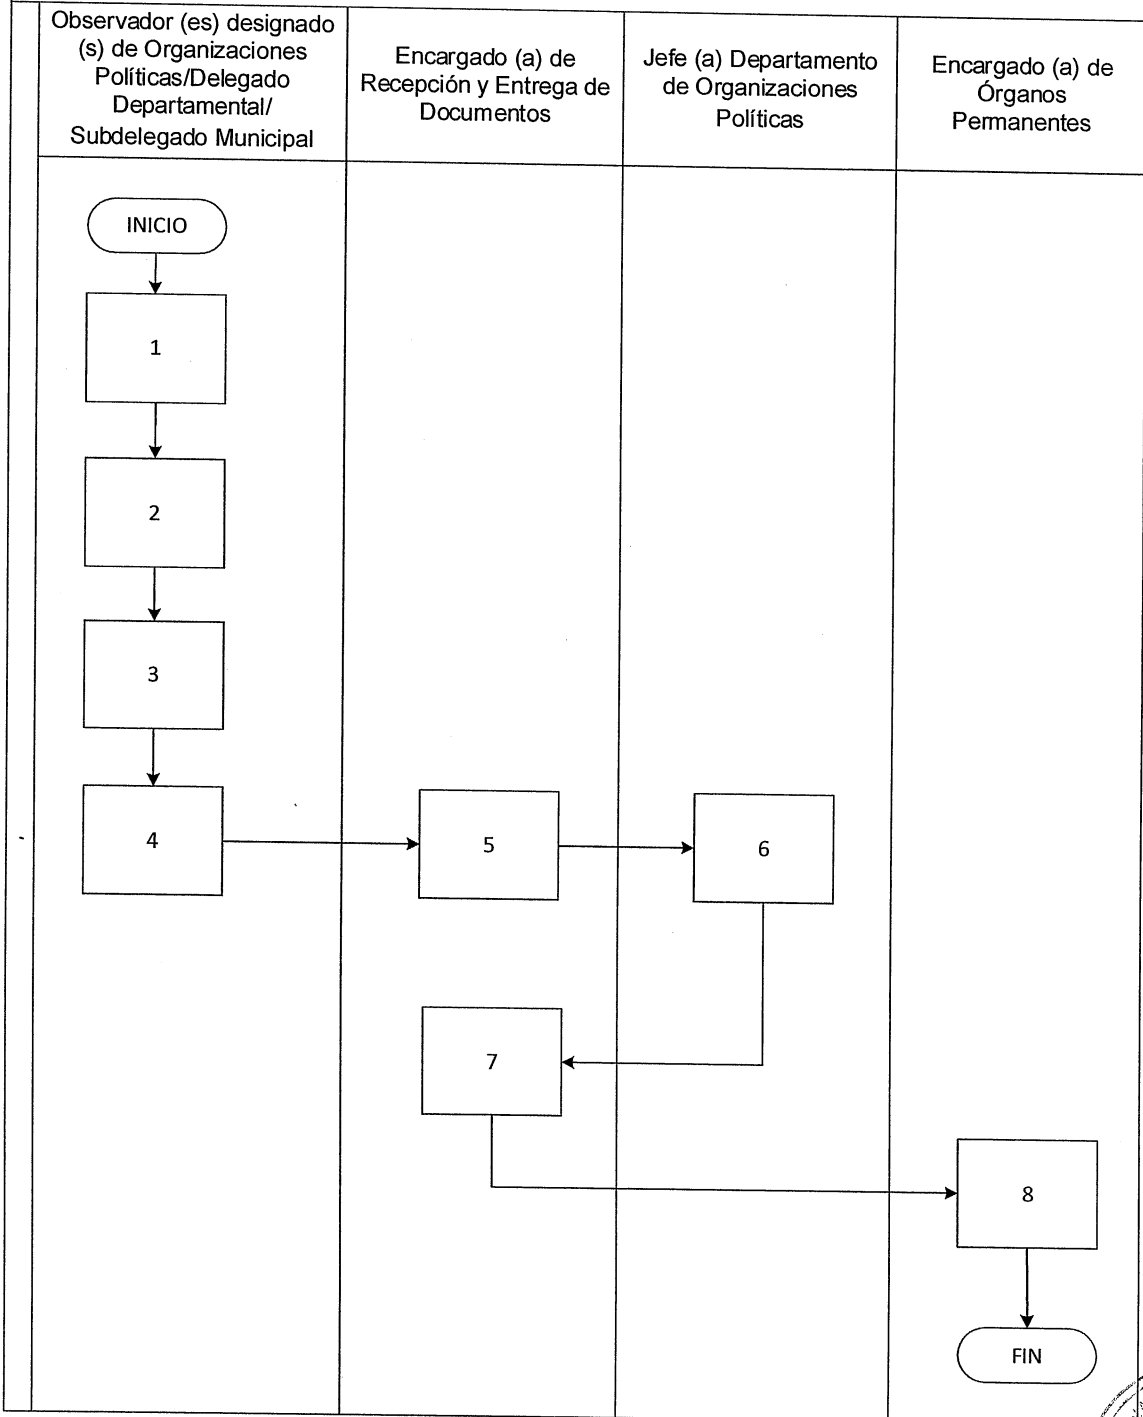 Observador (es) designado
(s) de Organizaciones
Políticas/Delegado
Departamental/
Subdelegado Municipal
Encargado (a) de
Recepción y Entrega de
Documentos
Jefe (a) Departamento
de Organizaciones
Políticas
Encargado (a) de
Órganos
Permanentes
INICIO
1
2
3
4
5
6
7
8
FIN